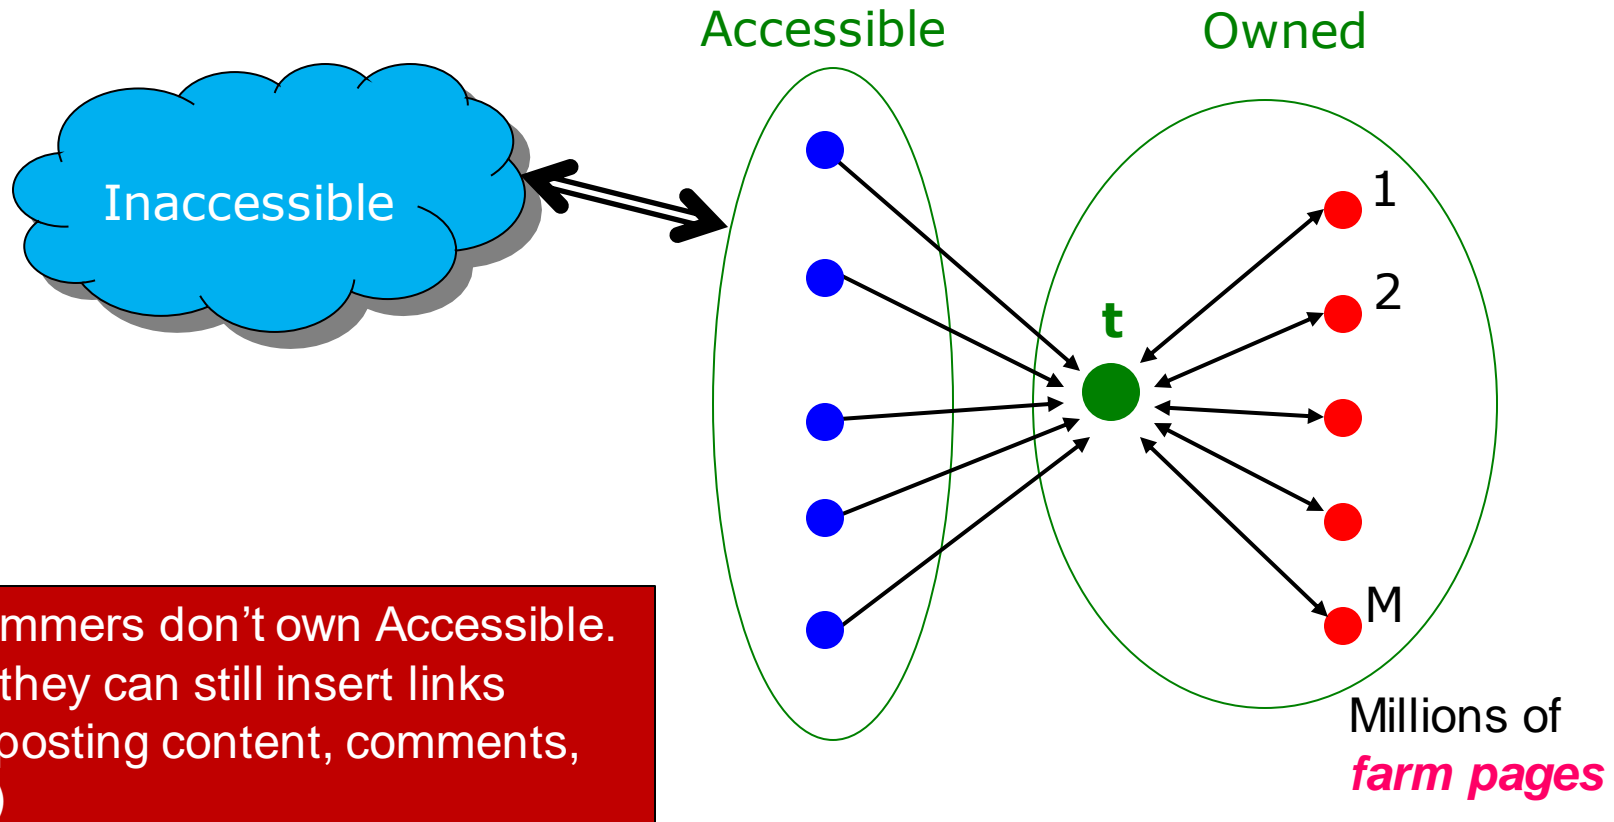 Accessible
Owned
Inaccessible
1
2
t
M
mmers don’t own Accessible.
they can still insert links
posting content, comments,
)
Millions of
farm pages